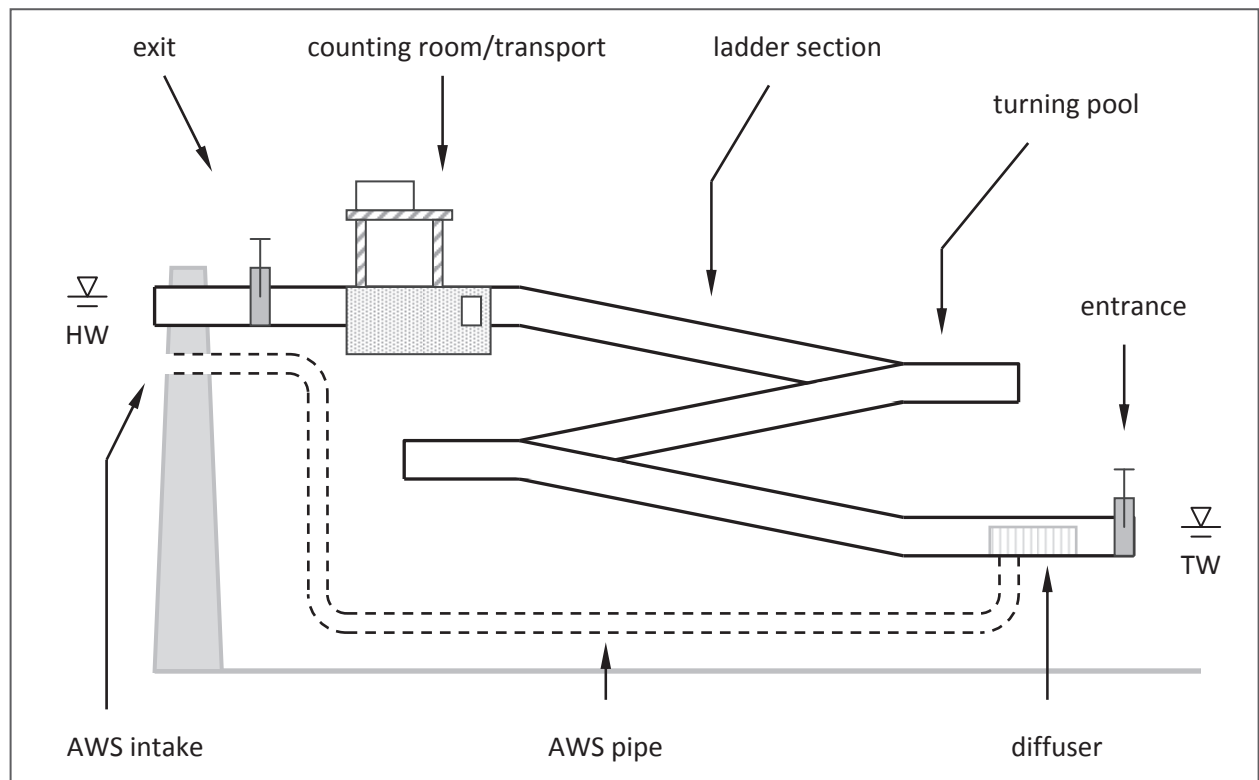 exit
counting room/transport
ladder section
turning pool
HW
entrance
TW
AWS intake
AWS pipe
diffuser